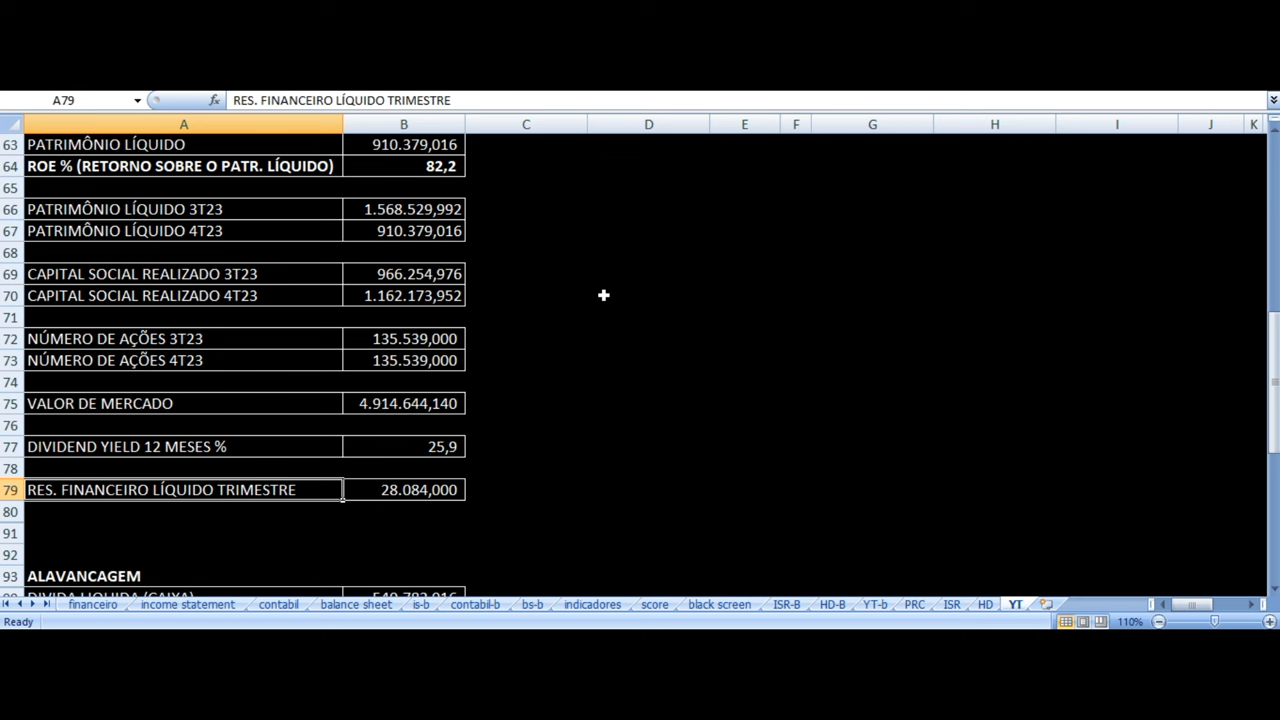 A79 fx RES. FINANCEIRO LÍQUIDO TRIMESTRE
A B C D E F G H I J K
63 PATRIMÔNIO LÍQUIDO 910.379,016
64 ROE % (RETORNO SOBRE O PATR. LÍQUIDO) 82,2
65
66 PATRIMÔNIO LÍQUIDO 3T23 1.568.529,992
67 PATRIMÔNIO LÍQUIDO 4T23 910.379,016
68
69 CAPITAL SOCIAL REALIZADO 3T23 966.254,976
70 CAPITAL SOCIAL REALIZADO 4T23 1.162.173,952
71
72 NÚMERO DE AÇÕES 3T23 135.539,000
73 NÚMERO DE AÇÕES 4T23 135.539,000
74
75 VALOR DE MERCADO 4.914.644,140
76
77 DIVIDEND YIELD 12 MESES % 25,9
78
79 RES. FINANCEIRO LÍQUIDO TRIMESTRE 28.084,000
80
91
92
93 ALAVANCAGEM
financeiro income statement contabil balance sheet is-b contabil-b bs-b indicadores score black screen ISR-B HD-B YT-b PRC ISR HD YT
Ready 110%